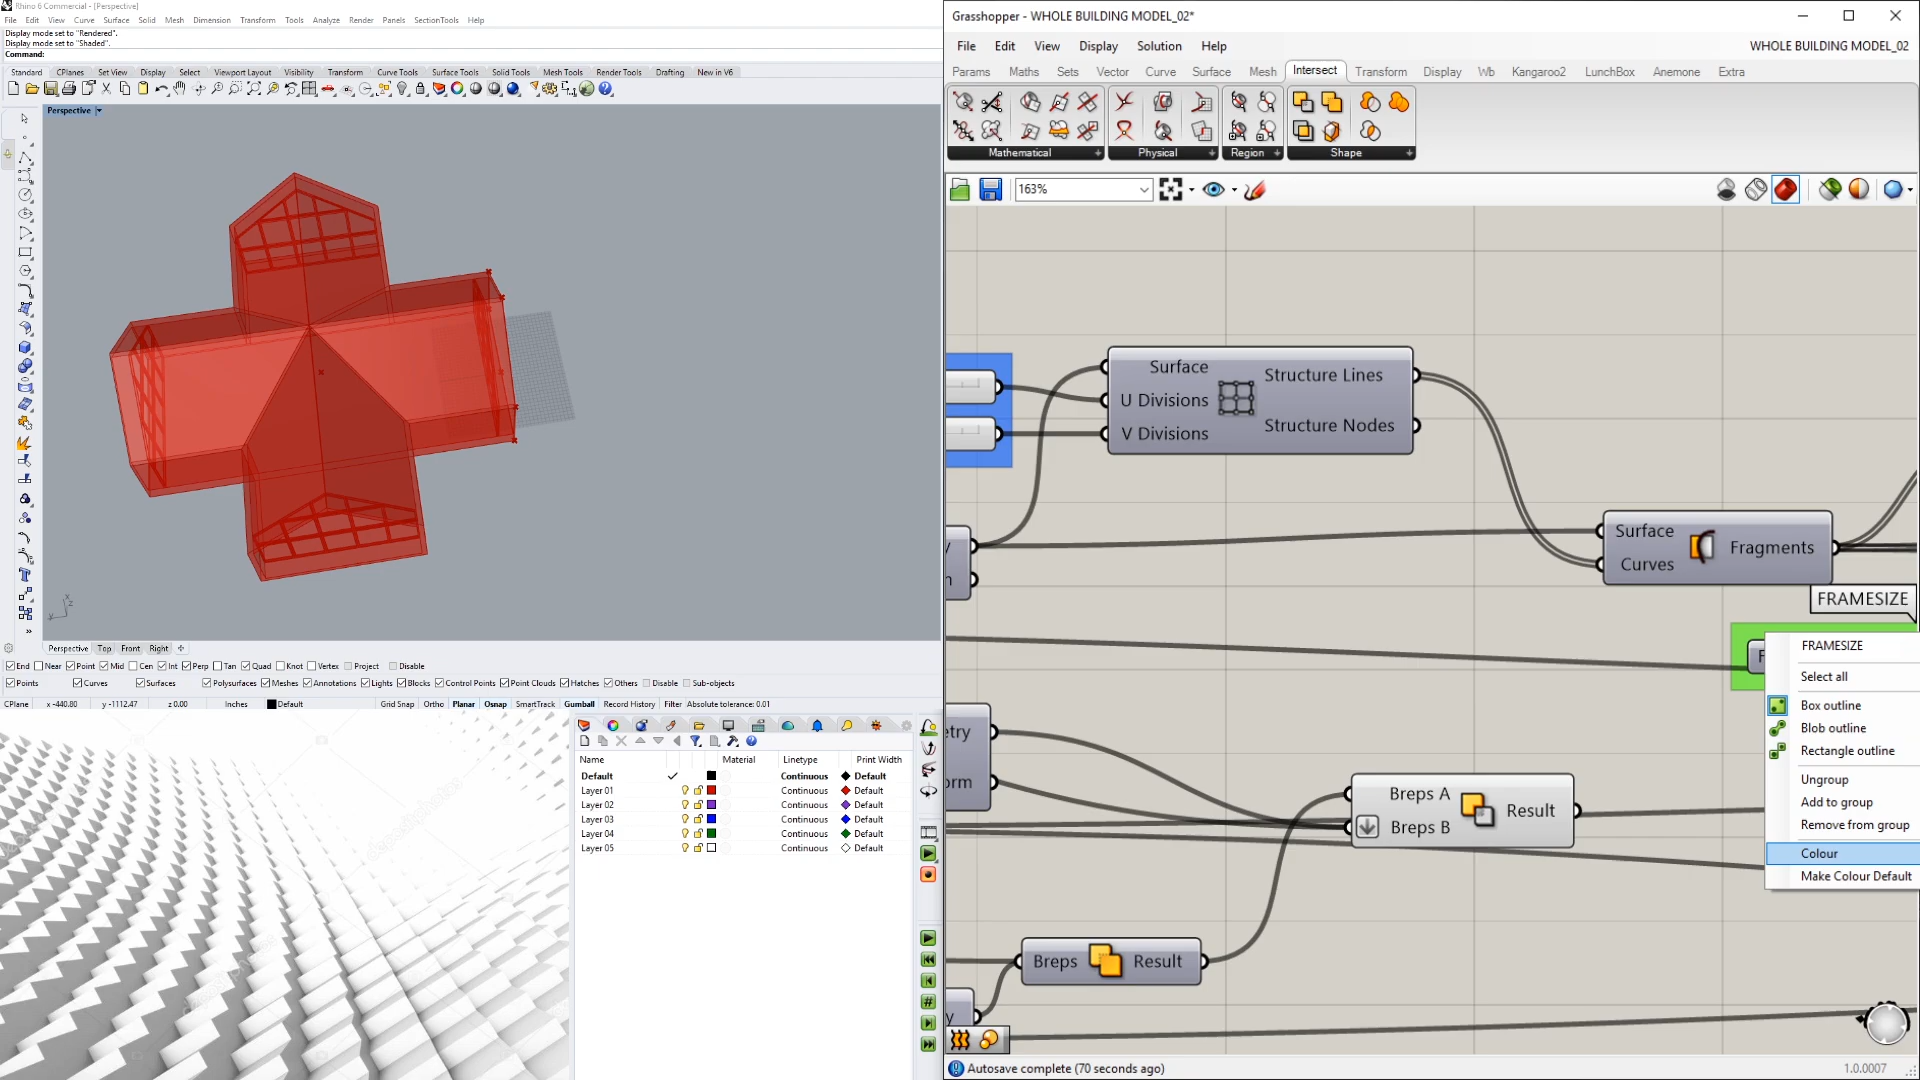 Rhino 6 Commercial - [Perspective]
File Edit View Curve Surface Solid Mesh Dimension Transform Tools Analyze Render Panels SectionTools Help
Display mode set to "Rendered".
Display mode set to "Shaded".
Command:
Standard CPlanes Set View Display Select Viewport Layout Visibility Transform Curve Tools Surface Tools Solid Tools Mesh Tools Render Tools Drafting New in V6
Perspective
Perspective Top Front Right
End Near Point Mid Cen Int Perp Tan Quad Knot Vertex Project Disable
Points Curves Surfaces Polysurfaces Meshes Annotations Lights Blocks Control Points Point Clouds Hatches Others Disable Sub-objects
CPlane x -440.80 y -1112.47 z 0.00 Inches Default Grid Snap Ortho Planar Osnap SmartTrack Gumball Record History Filter Absolute tolerance: 0.01
Name Material Linetype Print Width
Default Continuous Default
Layer 01 Continuous Default
Layer 02 Continuous Default
Layer 03 Continuous Default
Layer 04 Continuous Default
Layer 05 Continuous Default
Grasshopper - WHOLE BUILDING MODEL_02*
File Edit View Display Solution Help WHOLE BUILDING MODEL_02
Params Maths Sets Vector Curve Surface Mesh Intersect Transform Display Wb Kangaroo2 LunchBox Anemone Extra
Mathematical Physical Region Shape
163%
Surface
U Divisions
V Divisions
Structure Lines
Structure Nodes
Surface
Curves
Fragments
FRAMESIZE
F
FRAMESIZE
Select all
Box outline
Blob outline
Rectangle outline
Ungroup
Add to group
Remove from group
Colour
Make Colour Default
etry
orm
Breps A
Breps B
Result
Breps Result
y
Autosave complete (70 seconds ago)
1.0.0007